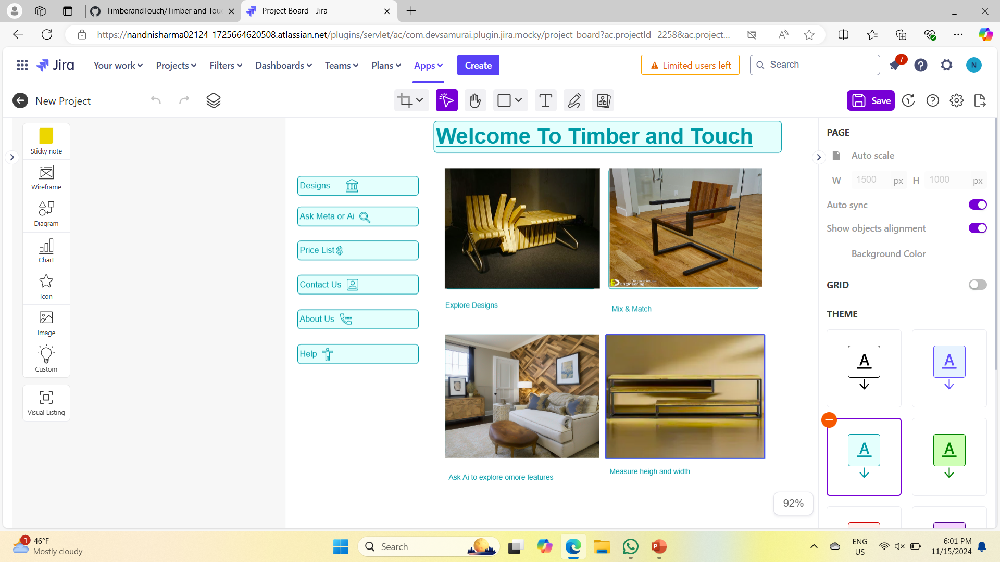 TimberandTouch/Timber and Touc
Project Board - Jira
https://nandnisharma02124-1725664620508.atlassian.net/plugins/servlet/ac/com.devsamurai.plugin.jira.mocky/project-board?ac.projectId=2258&ac.project...
Jira
Your work
Projects
Filters
Dashboards
Teams
Plans
Apps
Create
Limited users left
Search
7
N
New Project
T
Save
Sticky note
Wireframe
Diagram
Chart
Icon
Image
Custom
Visual Listing
Welcome To Timber and Touch
Designs
Ask Meta or Ai
Price List
Contact Us
About Us
Help
Engineering
Explore Designs
Mix & Match
Ask Ai to explore omore features
Measure heigh and width
92%
PAGE
Auto scale
W 1500 px H 1000 px
Auto sync
Show objects alignment
Background Color
GRID
THEME
A
A
A
A
1
46°F
Mostly cloudy
Search
P
ENG
US
6:01 PM
11/15/2024